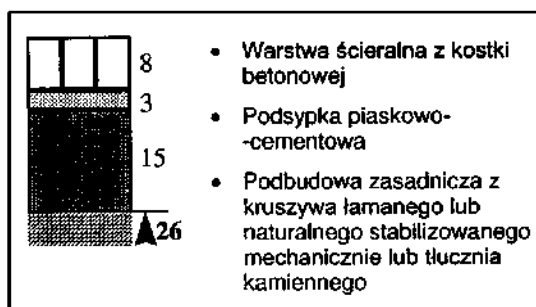 8
3
15
26
• Warstwa ścieralna z kostki
betonowej
• Podsypka piaskowo-
-cementowa
• Podbudowa zasadnicza z
kruszywa łamanego lub
naturalnego stabilizowanego
mechanicznie lub tłucznia
kamiennego